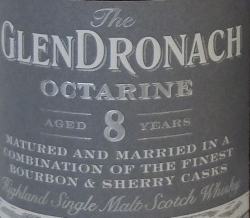 The
GLENDRONACH
OCTARINE
AGED 8 YEARS
MATURED AND MARRIED IN A
COMBINATION OF THE FINEST
BOURBON & SHERRY CASKS
Highland Single Malt Scotch Whisky